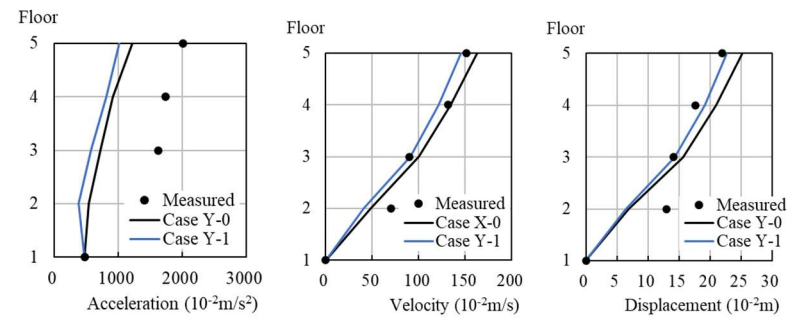 Floor
5
4
3
2
1
Measured
Case Y-0
Case Y-1
0 1000 2000 3000
Acceleration (10⁻²m/s²)
Floor
5
4
3
2
1
Measured
Case X-0
Case Y-1
0 50 100 150 200
Velocity (10⁻²m/s)
Floor
5
4
3
2
1
Measured
Case Y-0
Case Y-1
0 5 10 15 20 25 30
Displacement (10⁻²m)